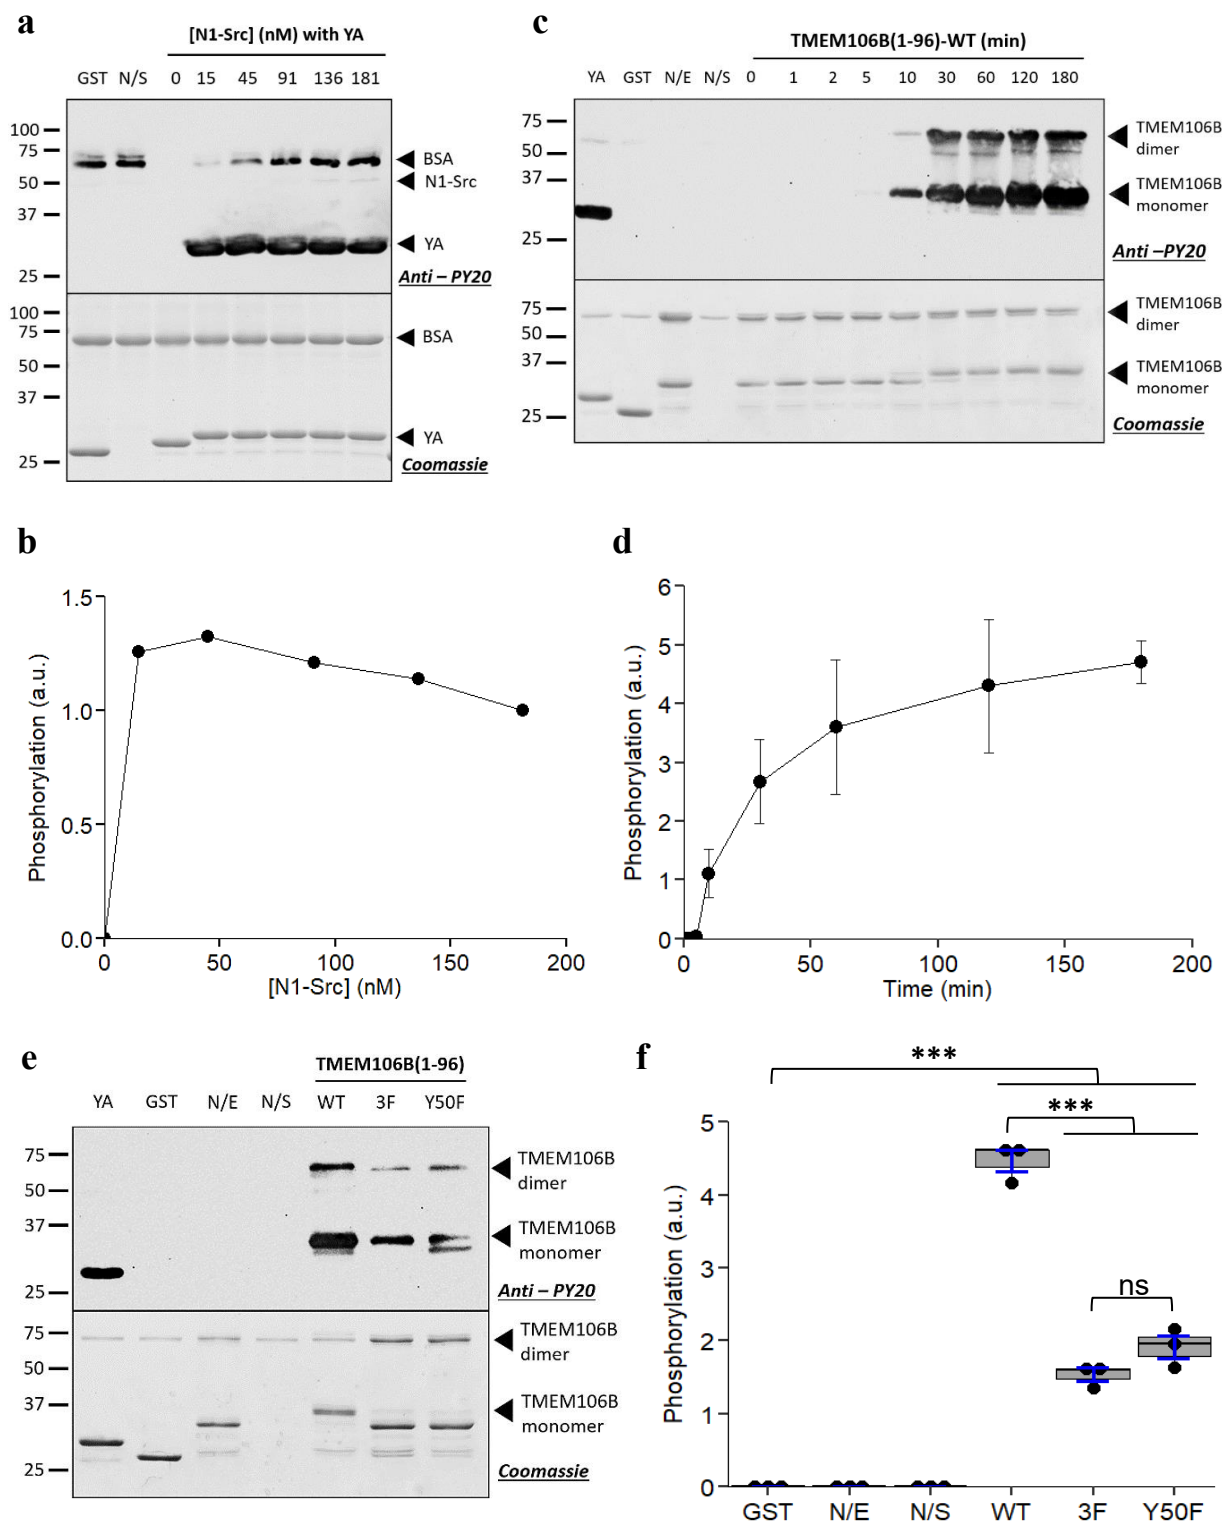 a
[N1-Src] (nM) with YA
GST N/S 0 15 45 91 136 181
100
75
50
37
25
BSA
N1-Src
YA
Anti – PY20
100
75
50
37
25
BSA
YA
Coomassie
c
TMEM106B(1-96)-WT (min)
YA GST N/E N/S 0 1 2 5 10 30 60 120 180
75
50
37
25
TMEM106B
dimer
TMEM106B
monomer
Anti –PY20
75
50
37
25
TMEM106B
dimer
TMEM106B
monomer
Coomassie
b
Phosphorylation (a.u.)
1.5
1.0
0.5
0.0
0 50 100 150 200
[N1-Src] (nM)
d
Phosphorylation (a.u.)
6
5
4
3
2
1
0
0 50 100 150 200
Time (min)
e
TMEM106B(1-96)
YA GST N/E N/S WT 3F Y50F
75
50
37
25
TMEM106B
dimer
TMEM106B
monomer
Anti – PY20
75
50
37
25
TMEM106B
dimer
TMEM106B
monomer
Coomassie
f
***
***
ns
Phosphorylation (a.u.)
5
4
3
2
1
0
GST N/E N/S WT 3F Y50F